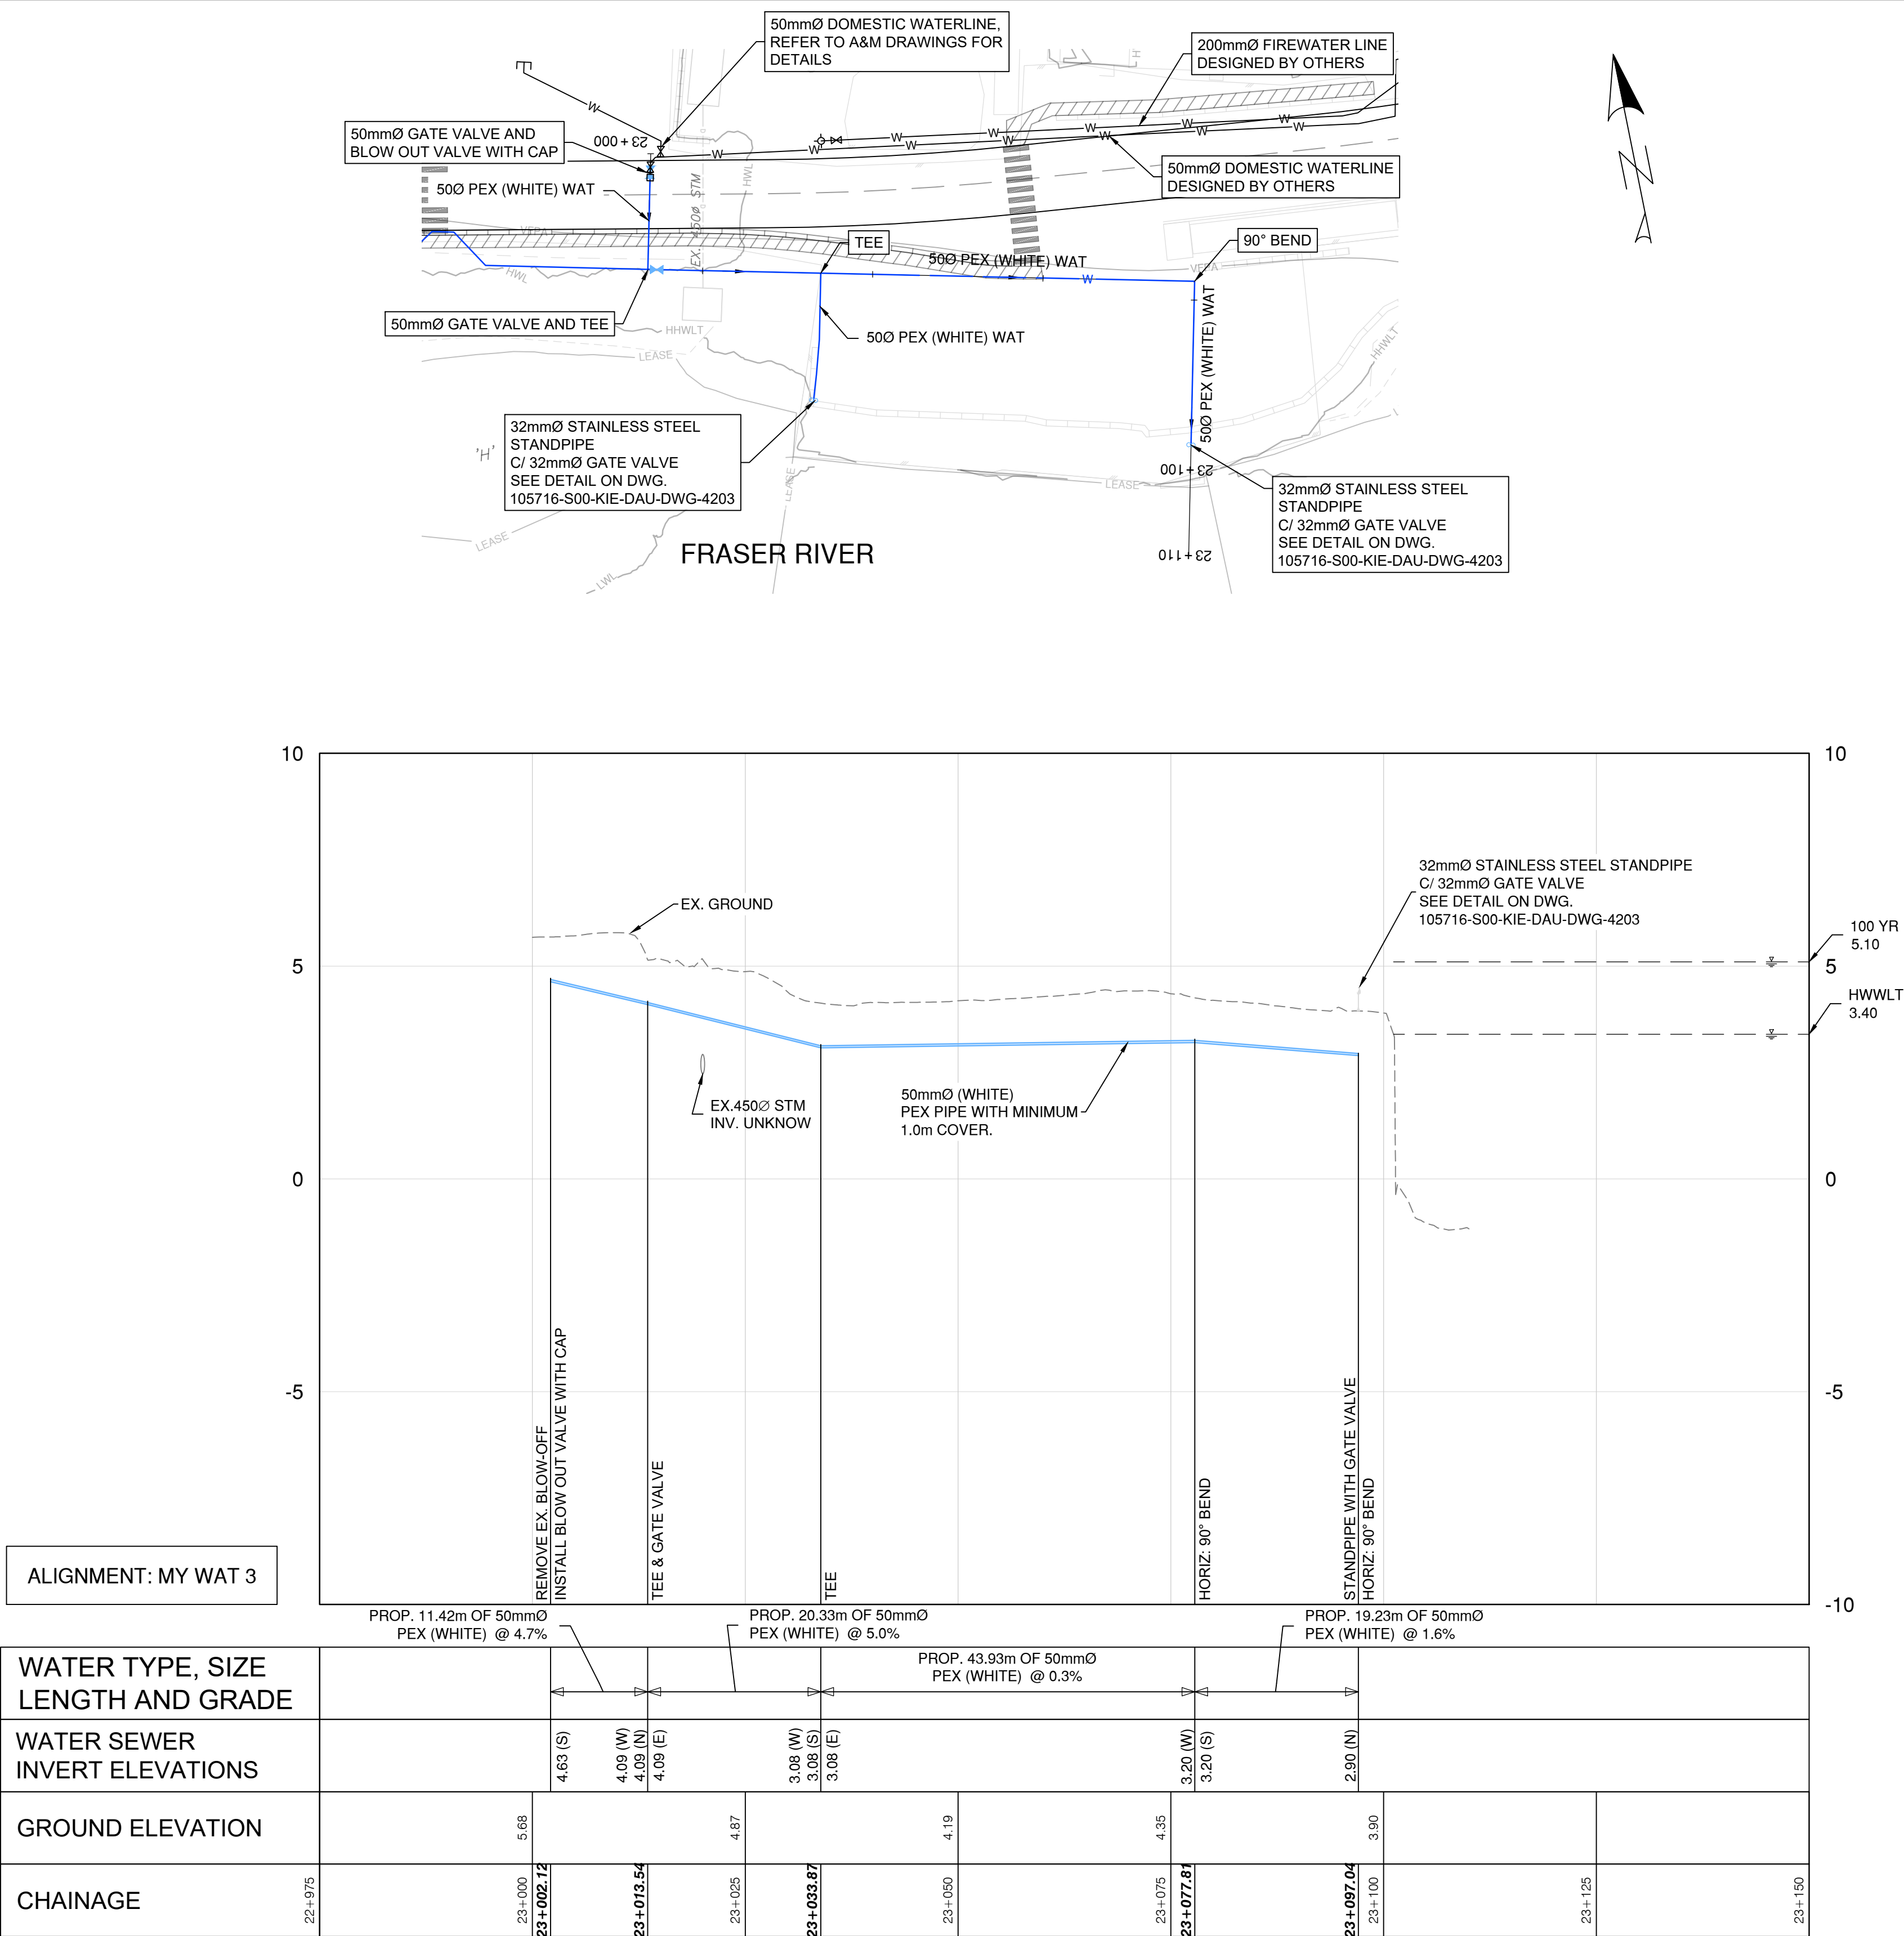 50mmØ DOMESTIC WATERLINE,
REFER TO A&M DRAWINGS FOR
DETAILS
200mmØ FIREWATER LINE
DESIGNED BY OTHERS
50mmØ GATE VALVE AND
BLOW OUT VALVE WITH CAP
23+000
W
W
W
W
W
W
W
W
W
W
W
W
W
50mmØ DOMESTIC WATERLINE
DESIGNED BY OTHERS
50Ø PEX (WHITE) WAT
EX. 450Ø STM
HWL
TEE
90° BEND
50Ø PEX (WHITE) WAT
W
HWL
50mmØ GATE VALVE AND TEE
HHWLT
LEASE
50Ø PEX (WHITE) WAT
50Ø PEX (WHITE) WAT
HHWLT
32mmØ STAINLESS STEEL
STANDPIPE
C/ 32mmØ GATE VALVE
SEE DETAIL ON DWG.
105716-S00-KIE-DAU-DWG-4203
'H'
LEASE
LEASE
LEASE
LWL
23+100
32mmØ STAINLESS STEEL
STANDPIPE
C/ 32mmØ GATE VALVE
SEE DETAIL ON DWG.
105716-S00-KIE-DAU-DWG-4203
23+110
FRASER RIVER
10
10
32mmØ STAINLESS STEEL STANDPIPE
C/ 32mmØ GATE VALVE
SEE DETAIL ON DWG.
105716-S00-KIE-DAU-DWG-4203
EX. GROUND
100 YR
5.10
5
5
HWWLT
3.40
50mmØ (WHITE)
PEX PIPE WITH MINIMUM
1.0m COVER.
EX.450∅ STM
INV. UNKNOW
0
0
-5
-5
REMOVE EX. BLOW-OFF
INSTALL BLOW OUT VALVE WITH CAP
TEE & GATE VALVE
TEE
HORIZ: 90° BEND
STANDPIPE WITH GATE VALVE
HORIZ: 90° BEND
ALIGNMENT: MY WAT 3
-10
PROP. 11.42m OF 50mmØ
PEX (WHITE) @ 4.7%
PROP. 20.33m OF 50mmØ
PEX (WHITE) @ 5.0%
PROP. 43.93m OF 50mmØ
PEX (WHITE) @ 0.3%
PROP. 19.23m OF 50mmØ
PEX (WHITE) @ 1.6%
WATER TYPE, SIZE
LENGTH AND GRADE
WATER SEWER
INVERT ELEVATIONS
4.63 (S)
4.09 (W)
4.09 (N)
4.09 (E)
3.08 (W)
3.08 (S)
3.08 (E)
3.20 (W)
3.20 (S)
2.90 (N)
GROUND ELEVATION
5.68
4.87
4.19
4.35
3.90
CHAINAGE
22+975
23+000
23+002.12
23+013.54
23+025
23+033.87
23+050
23+075
23+077.81
23+097.04
23+100
23+125
23+150